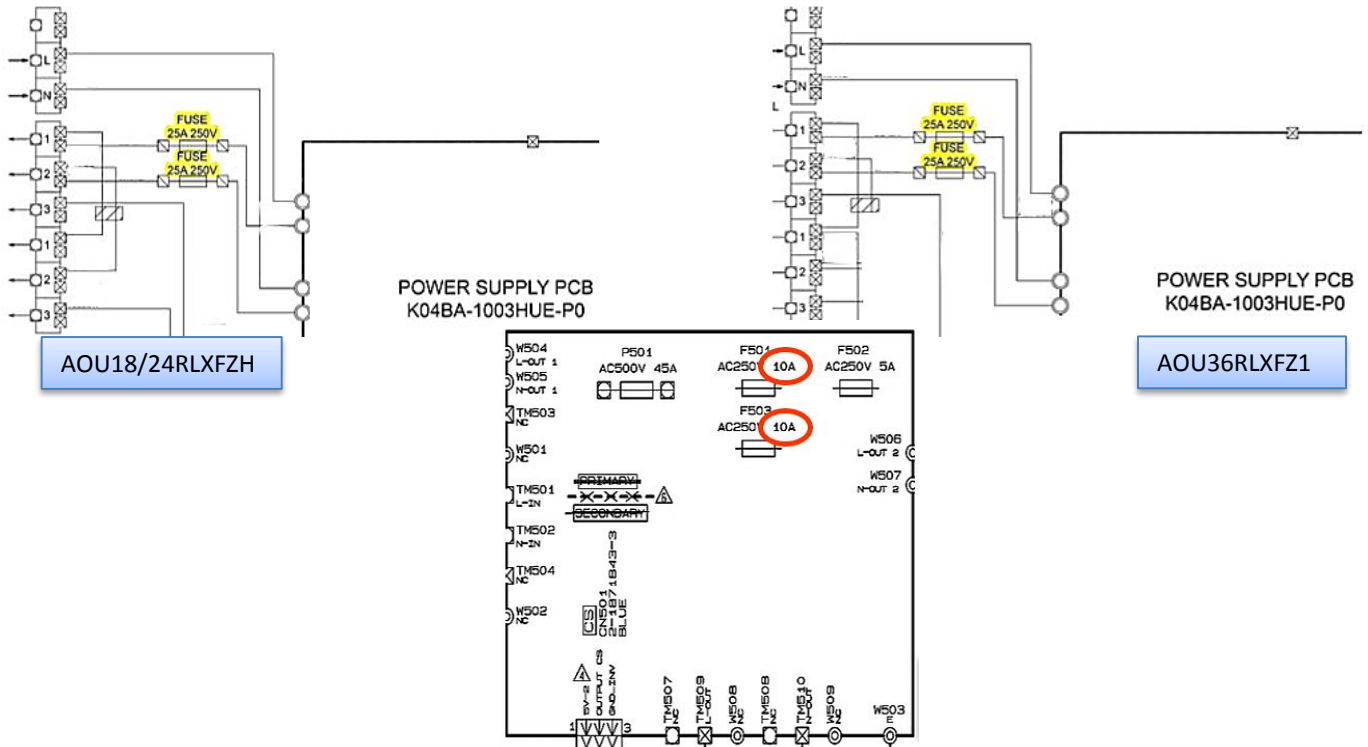 L
N
1
2
3
1
2
3
FUSE
25A 250V
FUSE
25A 250V
POWER SUPPLY PCB
K04BA-1003HUE-P0
AOU18/24RLXFZH
L
N
L
1
2
3
1
2
3
FUSE
25A 250V
FUSE
25A 250V
POWER SUPPLY PCB
K04BA-1003HUE-P0
AOU36RLXFZ1
W504
L-OUT 1
W505
N-OUT 1
TM503
NC
W501
NC
TM501
L-IN
TM502
N-IN
TM504
NC
W502
NC
P501
AC500V 45A
F501
AC250V 10A
F502
AC250V 5A
F503
AC250V 10A
W506
L-OUT 2
W507
N-OUT 2
PRIMARY
SECONDARY
CS
CN501
2-1871843-3
BLUE
5V-2
OUTPUT CS
GND_INV
1
3
TM507
NC
TM509
L-OUT
W508
NC
TM508
NC
TM510
N-OUT
W509
NC
W503
E